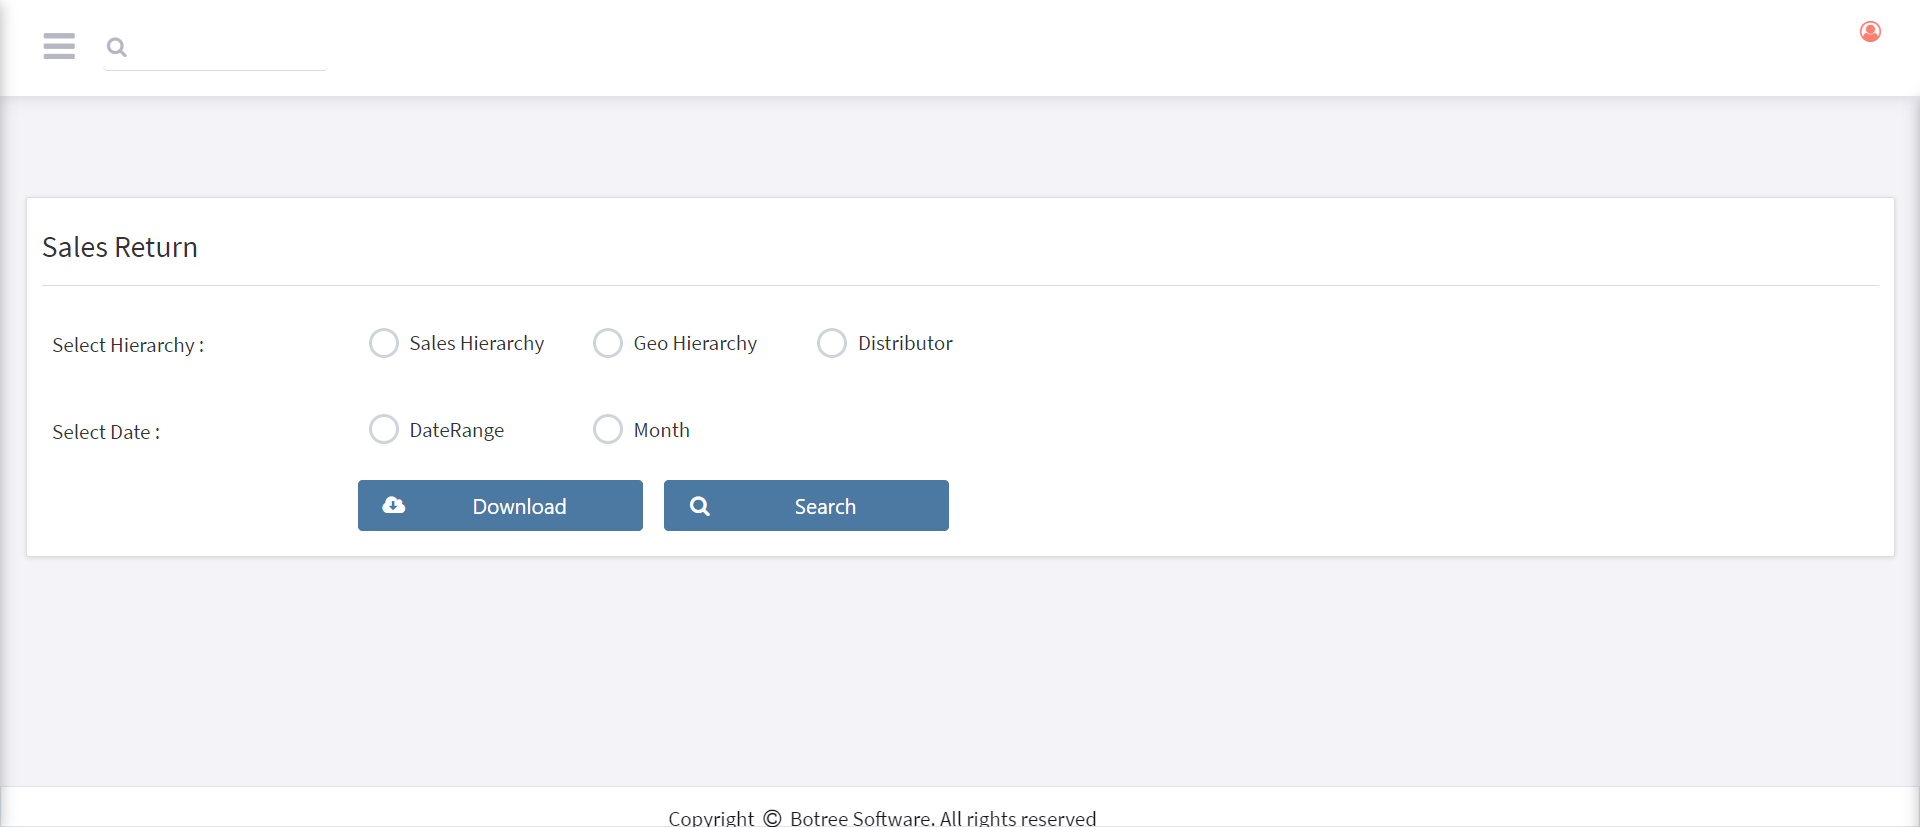 Sales Return
Select Hierarchy :
Sales Hierarchy
Geo Hierarchy
Distributor
Select Date :
DateRange
Month
Download
Search
Copyright © Botree Software. All rights reserved